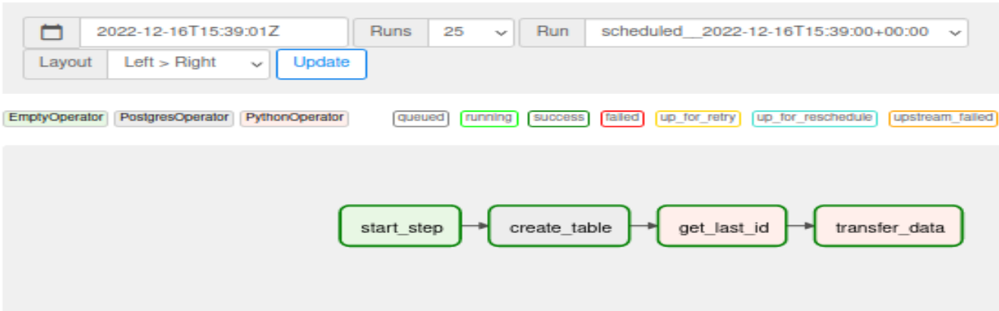 2022-12-16T15:39:01Z Runs 25 Run scheduled__2022-12-16T15:39:00+00:00
Layout Left > Right Update
EmptyOperator PostgresOperator PythonOperator queued running success failed up_for_retry up_for_reschedule upstream_failed
start_step create_table get_last_id transfer_data